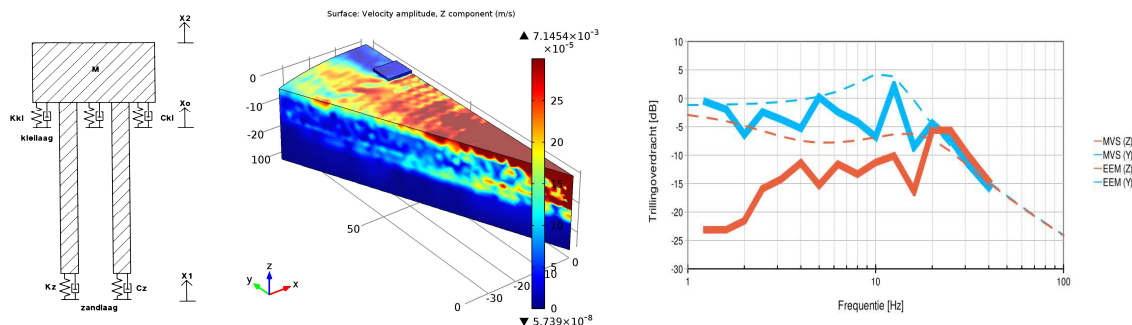 X2
M
Kkl
Ckl
Xo
kleilaag
Kz
Cz
X1
zandlaag
Surface: Velocity amplitude, Z component (m/s)
▲ 7.1454×10⁻³
×10⁻⁵
0
-10
-20
100
50
0
-10
-20
-30
0
y z x
25
20
15
10
5
0
▼ 5.739×10⁻⁸
10
5
0
-5
-10
-15
-20
-25
-30
1 10 100
Trillingoverdracht [dB]
Frequentie [Hz]
MVS (Z)
MVS (Y)
EEM (Z)
EEM (Y)